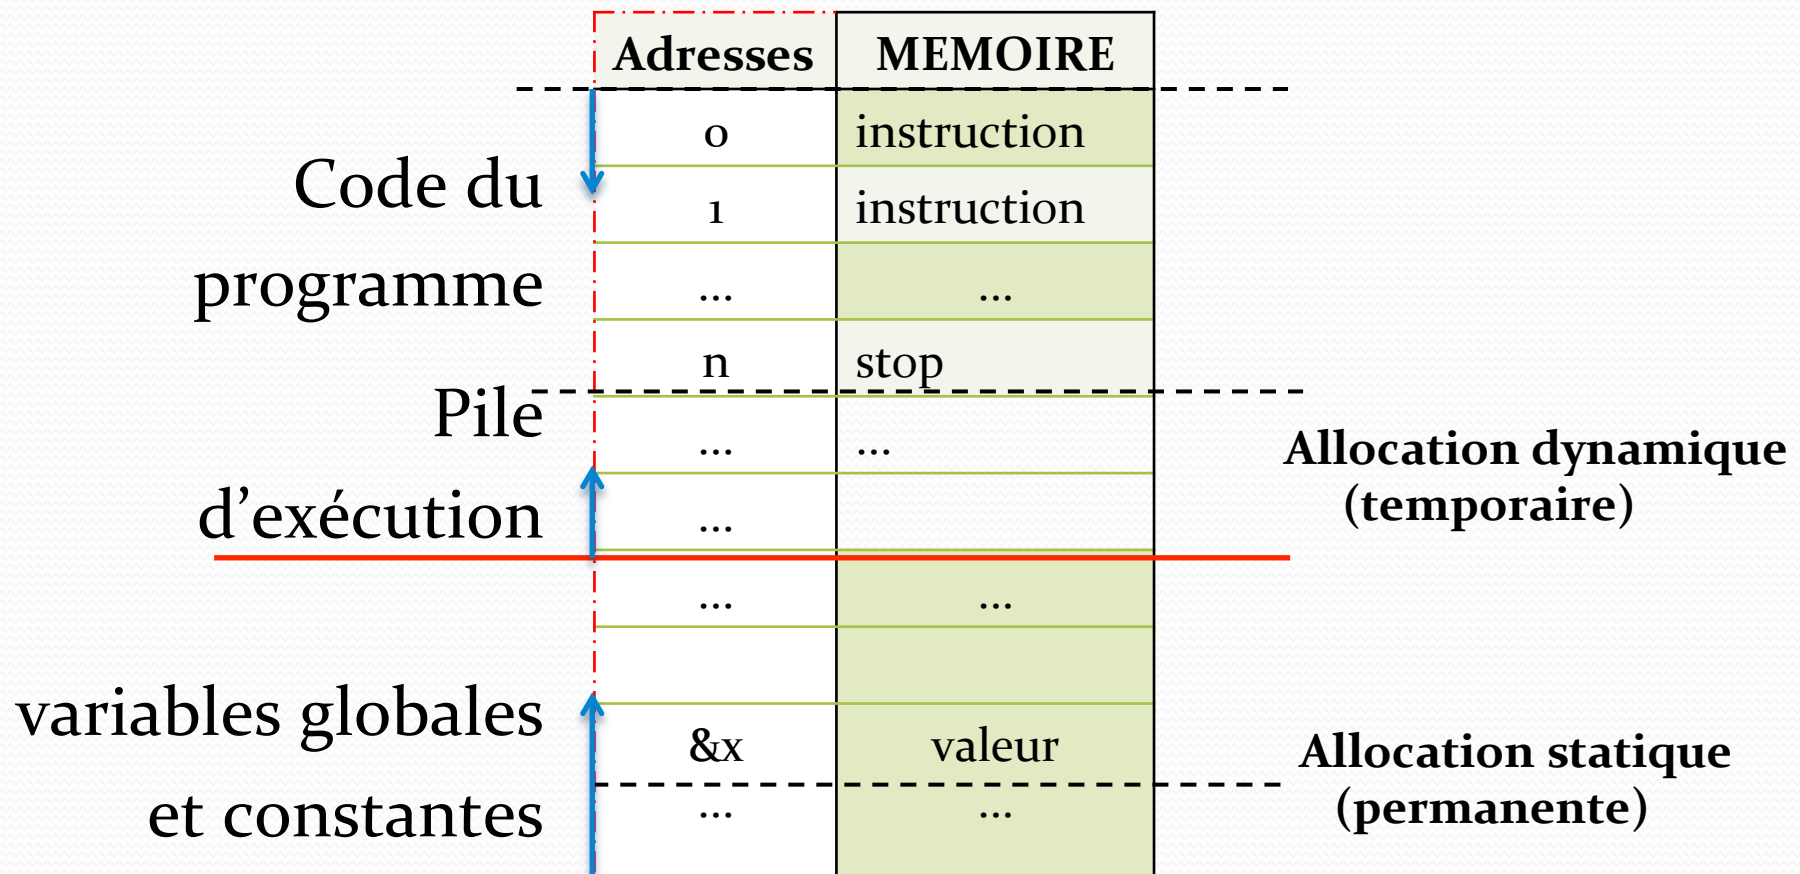 Adresses MEMOIRE
0 instruction
Code du
1 instruction
programme
... ...
n stop
Pile
... ...
Allocation dynamique
(temporaire)
d’exécution
...
... ...
variables globales
&x valeur
Allocation statique
(permanente)
et constantes
... ...